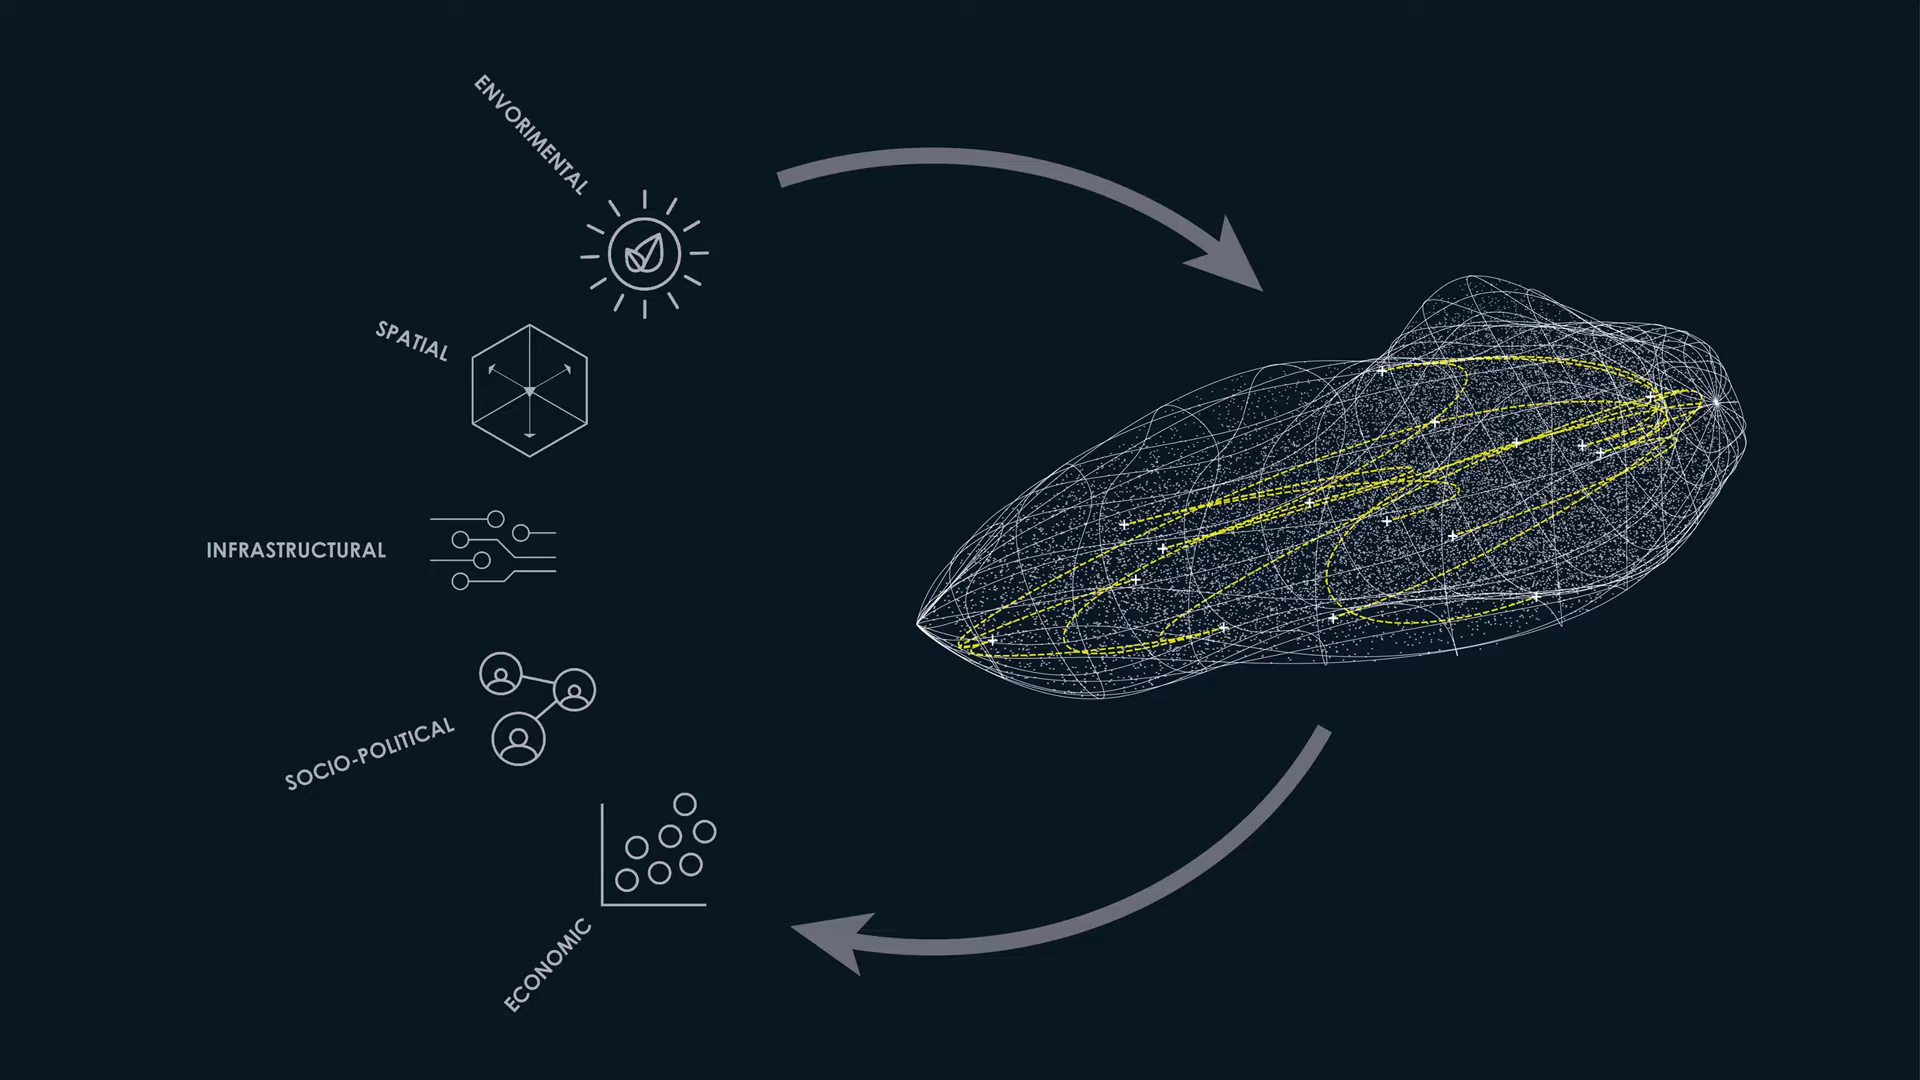 ENVORIMENTAL
SPATIAL
INFRASTRUCTURAL
SOCIO-POLITICAL
ECONOMIC